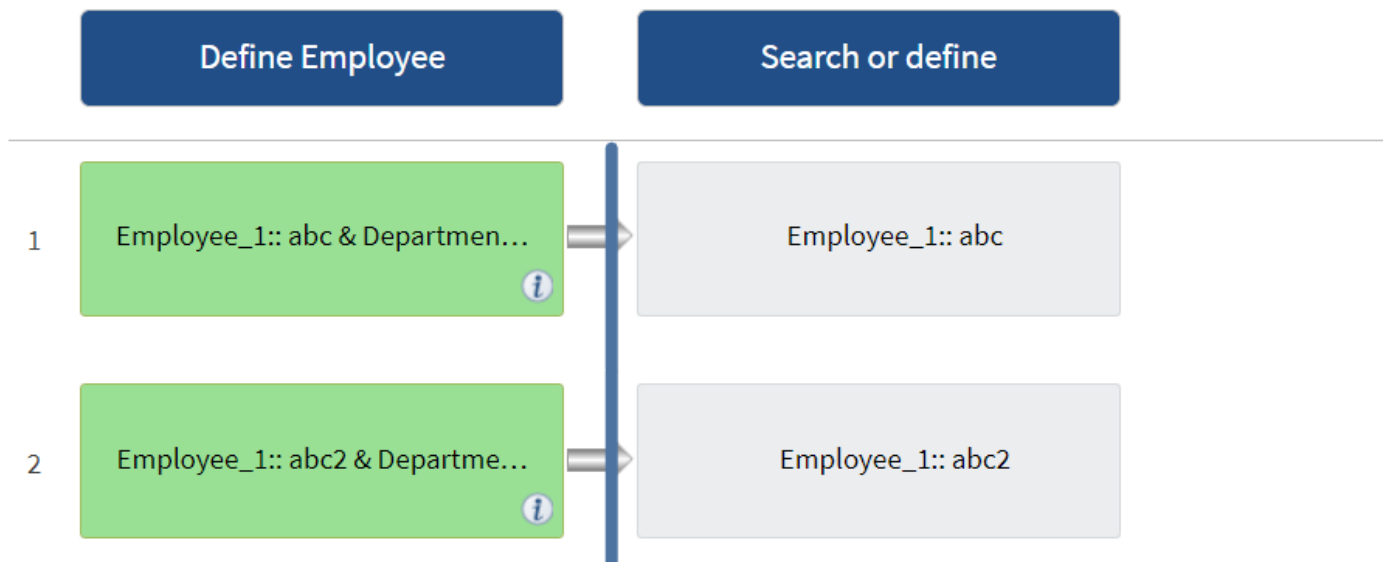 Define Employee
Search or define
1
Employee_1:: abc & Departmen...
Employee_1:: abc
i
2
Employee_1:: abc2 & Departme...
Employee_1:: abc2
i